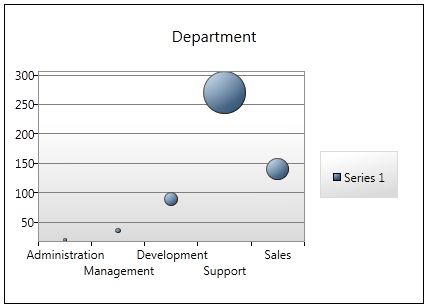 Department
300
250
200
150
100
50
Administration
Management
Development
Support
Sales
Series 1